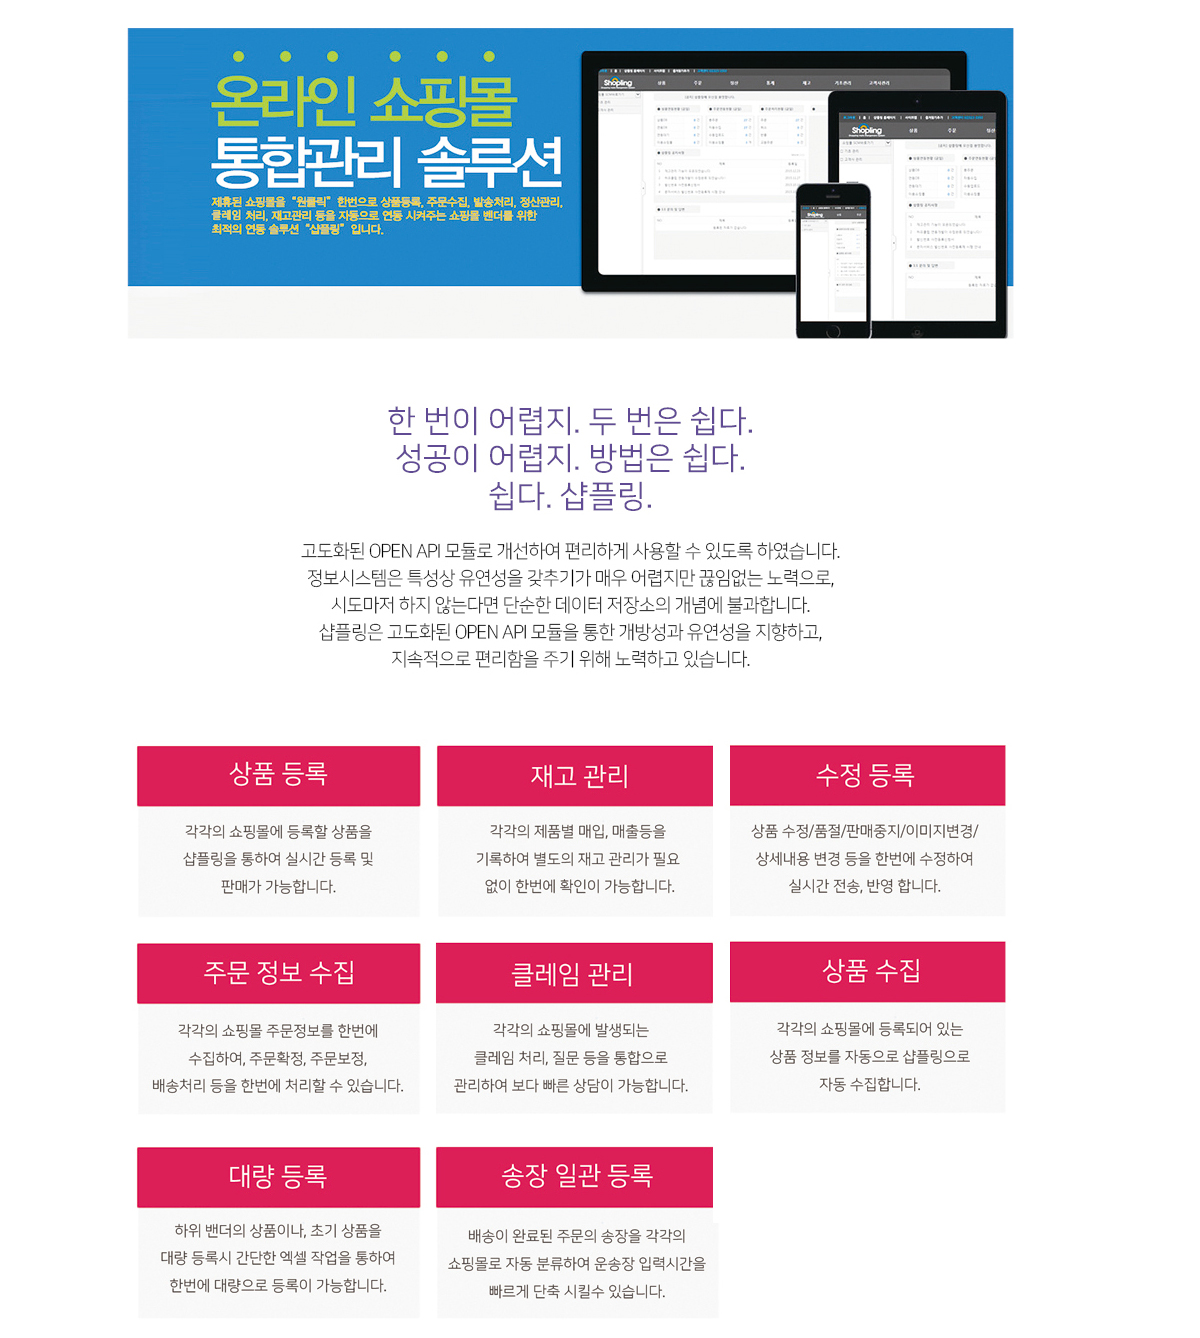 온라인 쇼핑몰
통합관리 솔루션
제휴된 쇼핑몰을 “원클릭” 한번으로 상품등록, 주문수집, 발송처리, 정산관리,
클레임 처리, 재고관리 등을 자동으로 연동 시켜주는 쇼핑몰 벤더를 위한
최적의 연동 솔루션 “샵플링” 입니다.
Shopling
상품 주문 정산 통계 재고 기초관리 고객사관리
Shopling
상품 주문 정산
Shopling
한 번이 어렵지. 두 번은 쉽다.
성공이 어렵지. 방법은 쉽다.
쉽다. 샵플링.
고도화된 OPEN API 모듈로 개선하여 편리하게 사용할 수 있도록 하였습니다.
정보시스템은 특성상 유연성을 갖추기가 매우 어렵지만 끊임없는 노력으로,
시도마저 하지 않는다면 단순한 데이터 저장소의 개념에 불과합니다.
샵플링은 고도화된 OPEN API 모듈을 통한 개방성과 유연성을 지향하고,
지속적으로 편리함을 주기 위해 노력하고 있습니다.
상품 등록
각각의 쇼핑몰에 등록할 상품을
샵플링을 통하여 실시간 등록 및
판매가 가능합니다.
재고 관리
각각의 제품별 매입, 매출등을
기록하여 별도의 재고 관리가 필요
없이 한번에 확인이 가능합니다.
수정 등록
상품 수정/품절/판매중지/이미지변경/
상세내용 변경 등을 한번에 수정하여
실시간 전송, 반영 합니다.
주문 정보 수집
각각의 쇼핑몰 주문정보를 한번에
수집하여, 주문확정, 주문보정,
배송처리 등을 한번에 처리할 수 있습니다.
클레임 관리
각각의 쇼핑몰에 발생되는
클레임 처리, 질문 등을 통합으로
관리하여 보다 빠른 상담이 가능합니다.
상품 수집
각각의 쇼핑몰에 등록되어 있는
상품 정보를 자동으로 샵플링으로
자동 수집합니다.
대량 등록
하위 밴더의 상품이나, 초기 상품을
대량 등록시 간단한 엑셀 작업을 통하여
한번에 대량으로 등록이 가능합니다.
송장 일관 등록
배송이 완료된 주문의 송장을 각각의
쇼핑몰로 자동 분류하여 운송장 입력시간을
빠르게 단축 시킬수 있습니다.